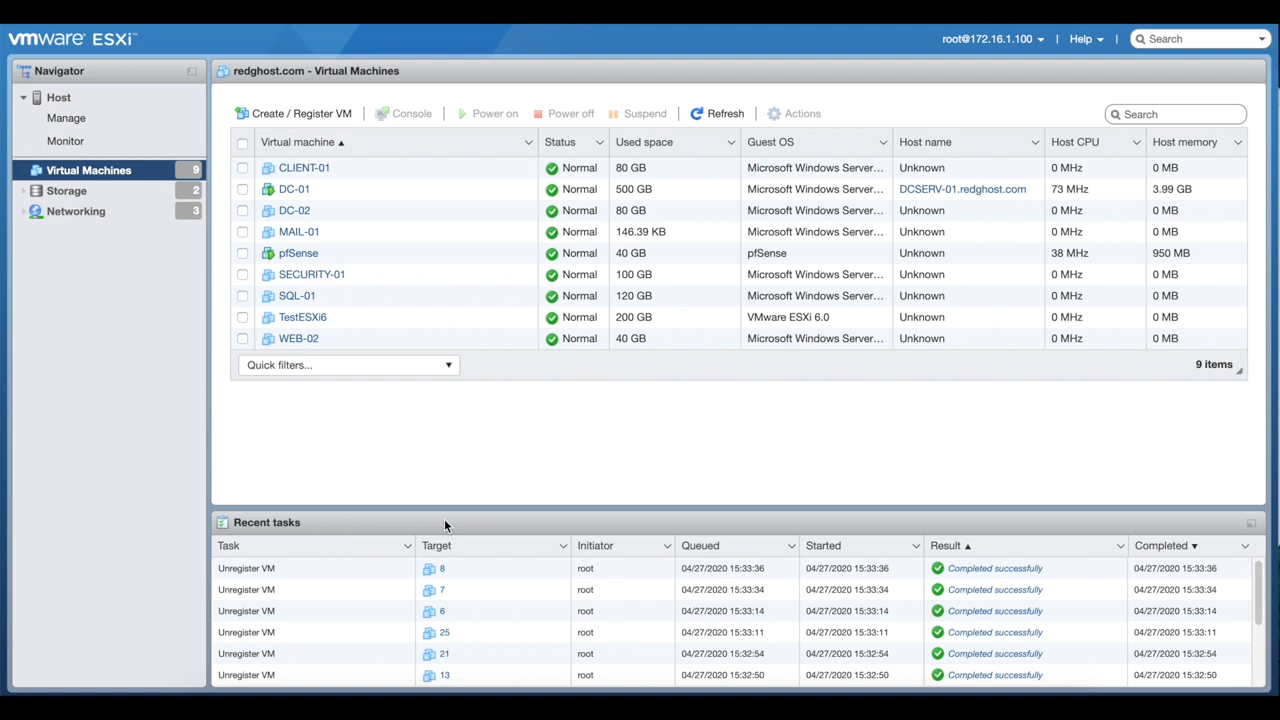 vmware ESXi™
root@172.16.1.100 | Help | Search
Navigator
Host
Manage
Monitor
Virtual Machines 9
Storage 2
Networking 3
redghost.com - Virtual Machines
Create / Register VM | Console | Power on Power off Suspend | Refresh | Actions Search
Virtual machine Status Used space Guest OS Host name Host CPU Host memory
CLIENT-01 Normal 80 GB Microsoft Windows Server... Unknown 0 MHz 0 MB
DC-01 Normal 500 GB Microsoft Windows Server... DCSERV-01.redghost.com 73 MHz 3.99 GB
DC-02 Normal 80 GB Microsoft Windows Server... Unknown 0 MHz 0 MB
MAIL-01 Normal 146.39 KB Microsoft Windows Server... Unknown 0 MHz 0 MB
pfSense Normal 40 GB pfSense Unknown 38 MHz 950 MB
SECURITY-01 Normal 100 GB Microsoft Windows Server... Unknown 0 MHz 0 MB
SQL-01 Normal 120 GB Microsoft Windows Server... Unknown 0 MHz 0 MB
TestESXi6 Normal 200 GB VMware ESXi 6.0 Unknown 0 MHz 0 MB
WEB-02 Normal 40 GB Microsoft Windows Server... Unknown 0 MHz 0 MB
Quick filters... 9 items
Recent tasks
Task Target Initiator Queued Started Result Completed
Unregister VM 8 root 04/27/2020 15:33:36 04/27/2020 15:33:36 Completed successfully 04/27/2020 15:33:36
Unregister VM 7 root 04/27/2020 15:33:34 04/27/2020 15:33:34 Completed successfully 04/27/2020 15:33:34
Unregister VM 6 root 04/27/2020 15:33:14 04/27/2020 15:33:14 Completed successfully 04/27/2020 15:33:14
Unregister VM 25 root 04/27/2020 15:33:11 04/27/2020 15:33:11 Completed successfully 04/27/2020 15:33:11
Unregister VM 21 root 04/27/2020 15:32:54 04/27/2020 15:32:54 Completed successfully 04/27/2020 15:32:54
Unregister VM 13 root 04/27/2020 15:32:50 04/27/2020 15:32:50 Completed successfully 04/27/2020 15:32:50